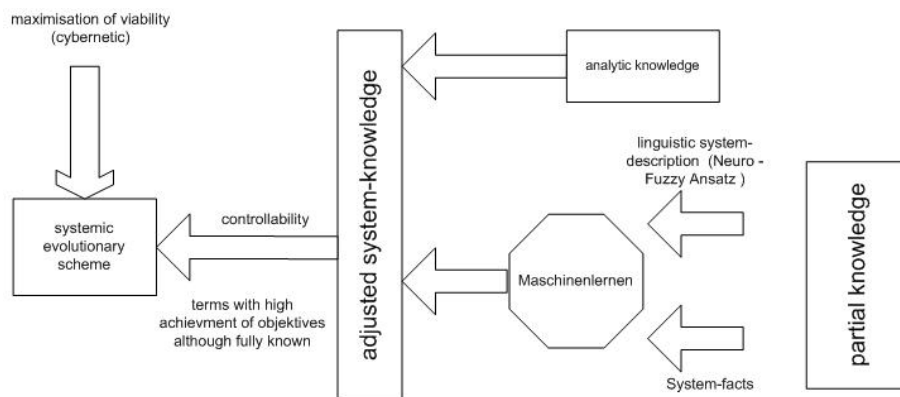 maximisation of viability
(cybernetic)
systemic
evolutionary
scheme
controllability
terms with high
achievment of objektives
although fully known
adjusted system-knowledge
analytic knowledge
linguistic system-
description (Neuro -
Fuzzy Ansatz )
Maschinenlernen
System-facts
partial knowledge